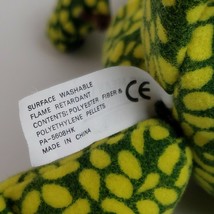 SURFACE WASHABLE
FLAME RETARDANT
CONTENTS: POLYESTER FIBER &
POLYETHYLENE PELLETS
PA-5608HK
MADE IN CHINA
CE